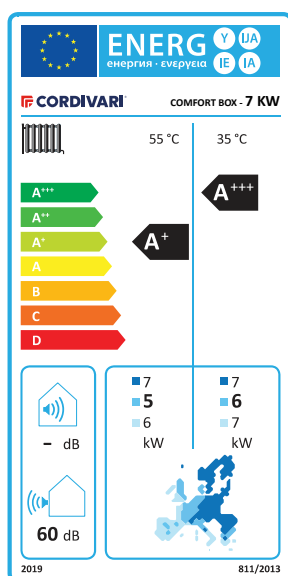 ENERG Y IJA
енергия · ενεργεια IE IA
CORDIVARI® COMFORT BOX - 7 KW
55 °C 35 °C
A+++ A+++
A++
A+ A+
A
B
C
D
7 7
5 6
6 7
– dB kW kW
60 dB
2019 811/2013